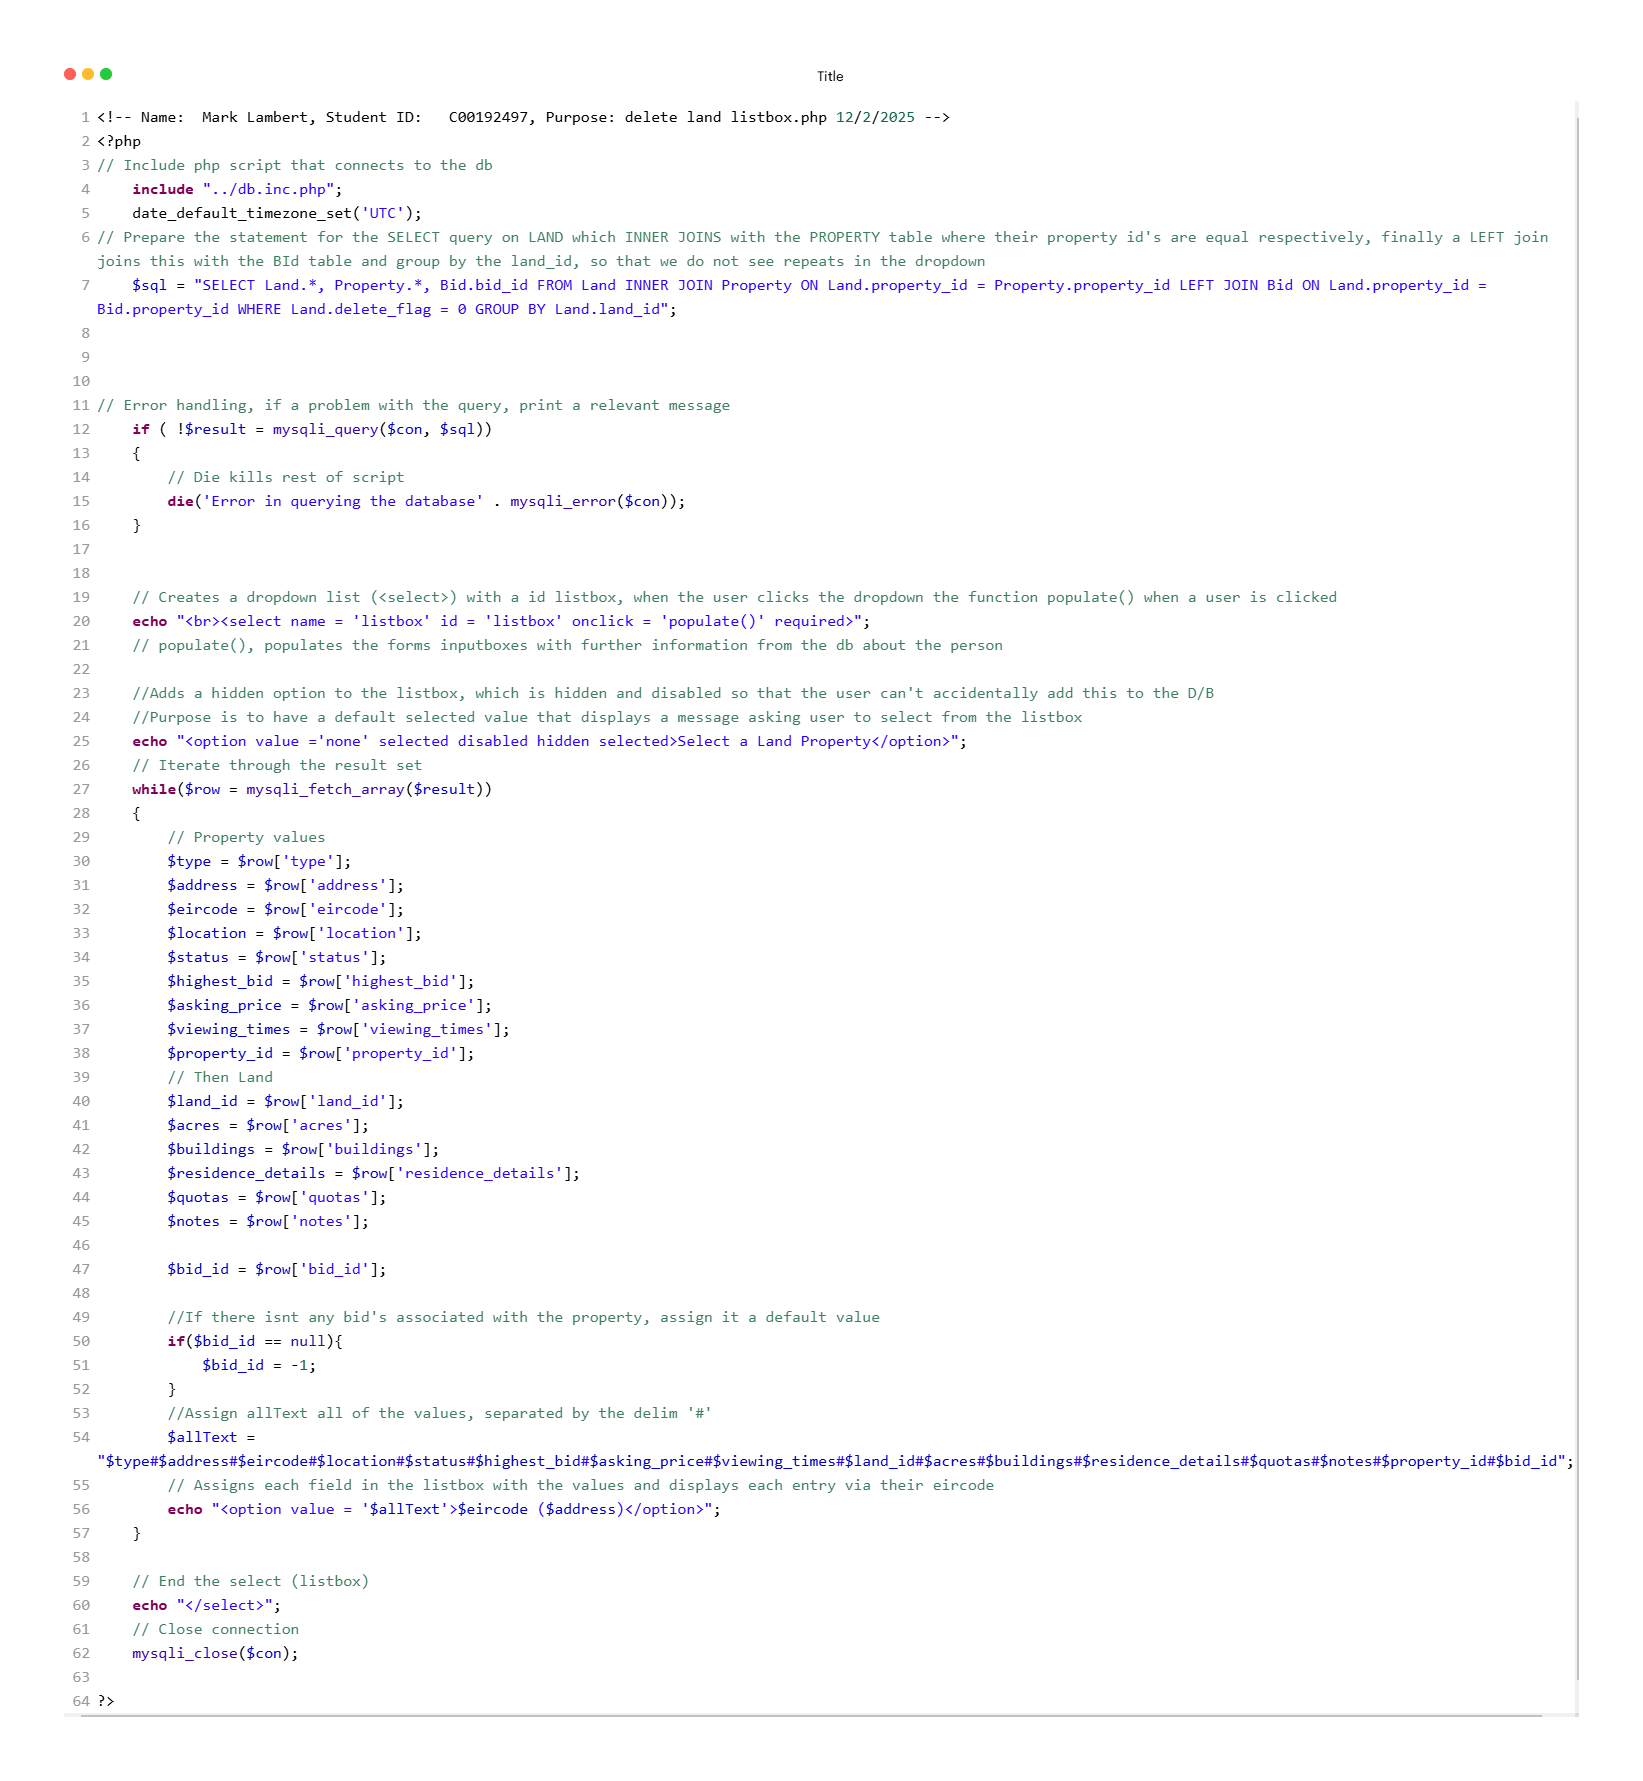 Title
1 <!-- Name:  Mark Lambert, Student ID:   C00192497, Purpose: delete land listbox.php 12/2/2025 -->
2 <?php
3 // Include php script that connects to the db
4     include "../db.inc.php";
5     date_default_timezone_set('UTC');
6 // Prepare the statement for the SELECT query on LAND which INNER JOINS with the PROPERTY table where their property id's are equal respectively, finally a LEFT join
joins this with the BId table and group by the land_id, so that we do not see repeats in the dropdown
7     $sql = "SELECT Land.*, Property.*, Bid.bid_id FROM Land INNER JOIN Property ON Land.property_id = Property.property_id LEFT JOIN Bid ON Land.property_id =
Bid.property_id WHERE Land.delete_flag = 0 GROUP BY Land.land_id";
8
9
10
11 // Error handling, if a problem with the query, print a relevant message
12     if ( !$result = mysqli_query($con, $sql))
13     {
14         // Die kills rest of script
15         die('Error in querying the database' . mysqli_error($con));
16     }
17
18
19     // Creates a dropdown list (<select>) with a id listbox, when the user clicks the dropdown the function populate() when a user is clicked
20     echo "<br><select name = 'listbox' id = 'listbox' onclick = 'populate()' required>";
21     // populate(), populates the forms inputboxes with further information from the db about the person
22
23     //Adds a hidden option to the listbox, which is hidden and disabled so that the user can't accidentally add this to the D/B
24     //Purpose is to have a default selected value that displays a message asking user to select from the listbox
25     echo "<option value ='none' selected disabled hidden selected>Select a Land Property</option>";
26     // Iterate through the result set
27     while($row = mysqli_fetch_array($result))
28     {
29         // Property values
30         $type = $row['type'];
31         $address = $row['address'];
32         $eircode = $row['eircode'];
33         $location = $row['location'];
34         $status = $row['status'];
35         $highest_bid = $row['highest_bid'];
36         $asking_price = $row['asking_price'];
37         $viewing_times = $row['viewing_times'];
38         $property_id = $row['property_id'];
39         // Then Land
40         $land_id = $row['land_id'];
41         $acres = $row['acres'];
42         $buildings = $row['buildings'];
43         $residence_details = $row['residence_details'];
44         $quotas = $row['quotas'];
45         $notes = $row['notes'];
46
47         $bid_id = $row['bid_id'];
48
49         //If there isnt any bid's associated with the property, assign it a default value
50         if($bid_id == null){
51             $bid_id = -1;
52         }
53         //Assign allText all of the values, separated by the delim '#'
54         $allText =
"$type#$address#$eircode#$location#$status#$highest_bid#$asking_price#$viewing_times#$land_id#$acres#$buildings#$residence_details#$quotas#$notes#$property_id#$bid_id";
55         // Assigns each field in the listbox with the values and displays each entry via their eircode
56         echo "<option value = '$allText'>$eircode ($address)</option>";
57     }
58
59     // End the select (listbox)
60     echo "</select>";
61     // Close connection
62     mysqli_close($con);
63
64 ?>